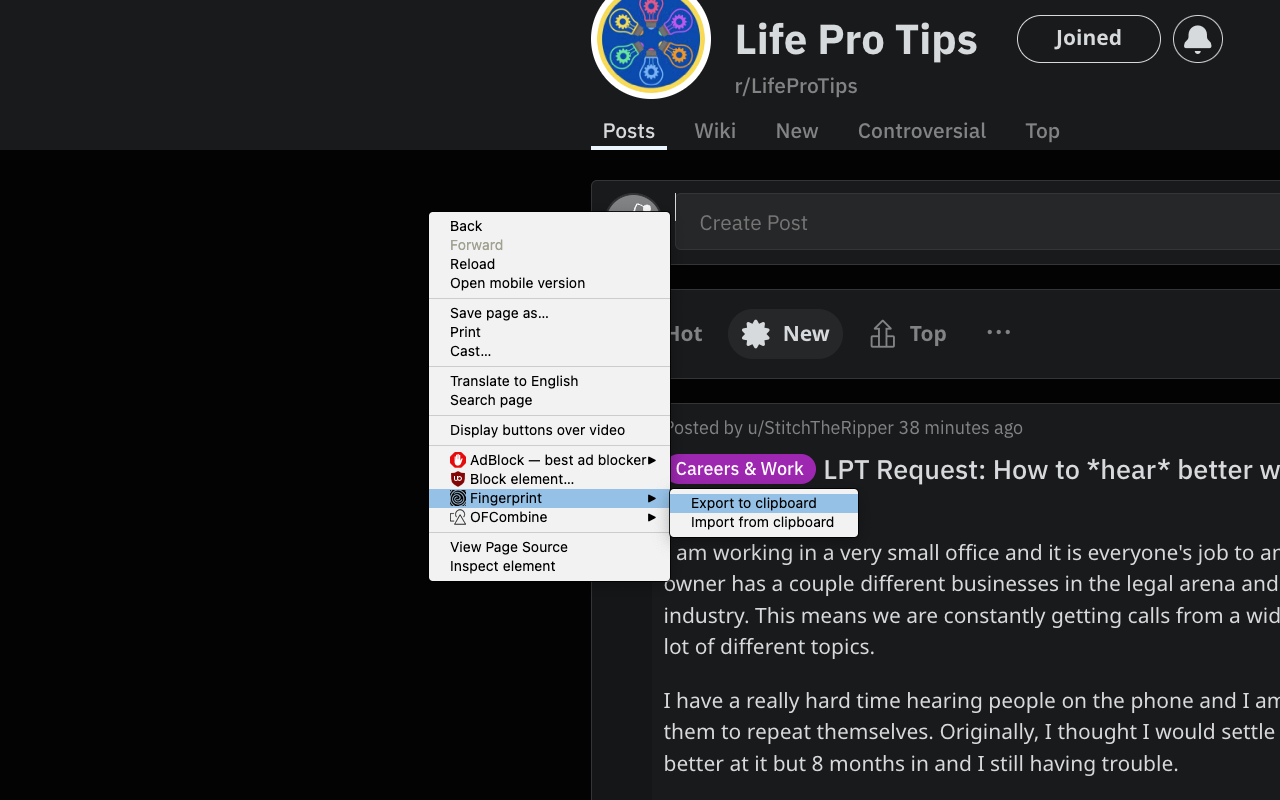 Life Pro Tips
Joined
r/LifeProTips
Posts Wiki New Controversial Top
Create Post
Back
Forward
Reload
Open mobile version
Save page as...
Print
Cast...
Translate to English
Search page
Display buttons over video
AdBlock — best ad blocker
Block element...
Fingerprint
OFCombine
View Page Source
Inspect element
Export to clipboard
Import from clipboard
Hot New Top ...
Posted by u/StitchTheRipper 38 minutes ago
Careers & Work LPT Request: How to *hear* better w
am working in a very small office and it is everyone's job to an
owner has a couple different businesses in the legal arena and
industry. This means we are constantly getting calls from a wid
lot of different topics.
I have a really hard time hearing people on the phone and I am
them to repeat themselves. Originally, I thought I would settle
better at it but 8 months in and I still having trouble.